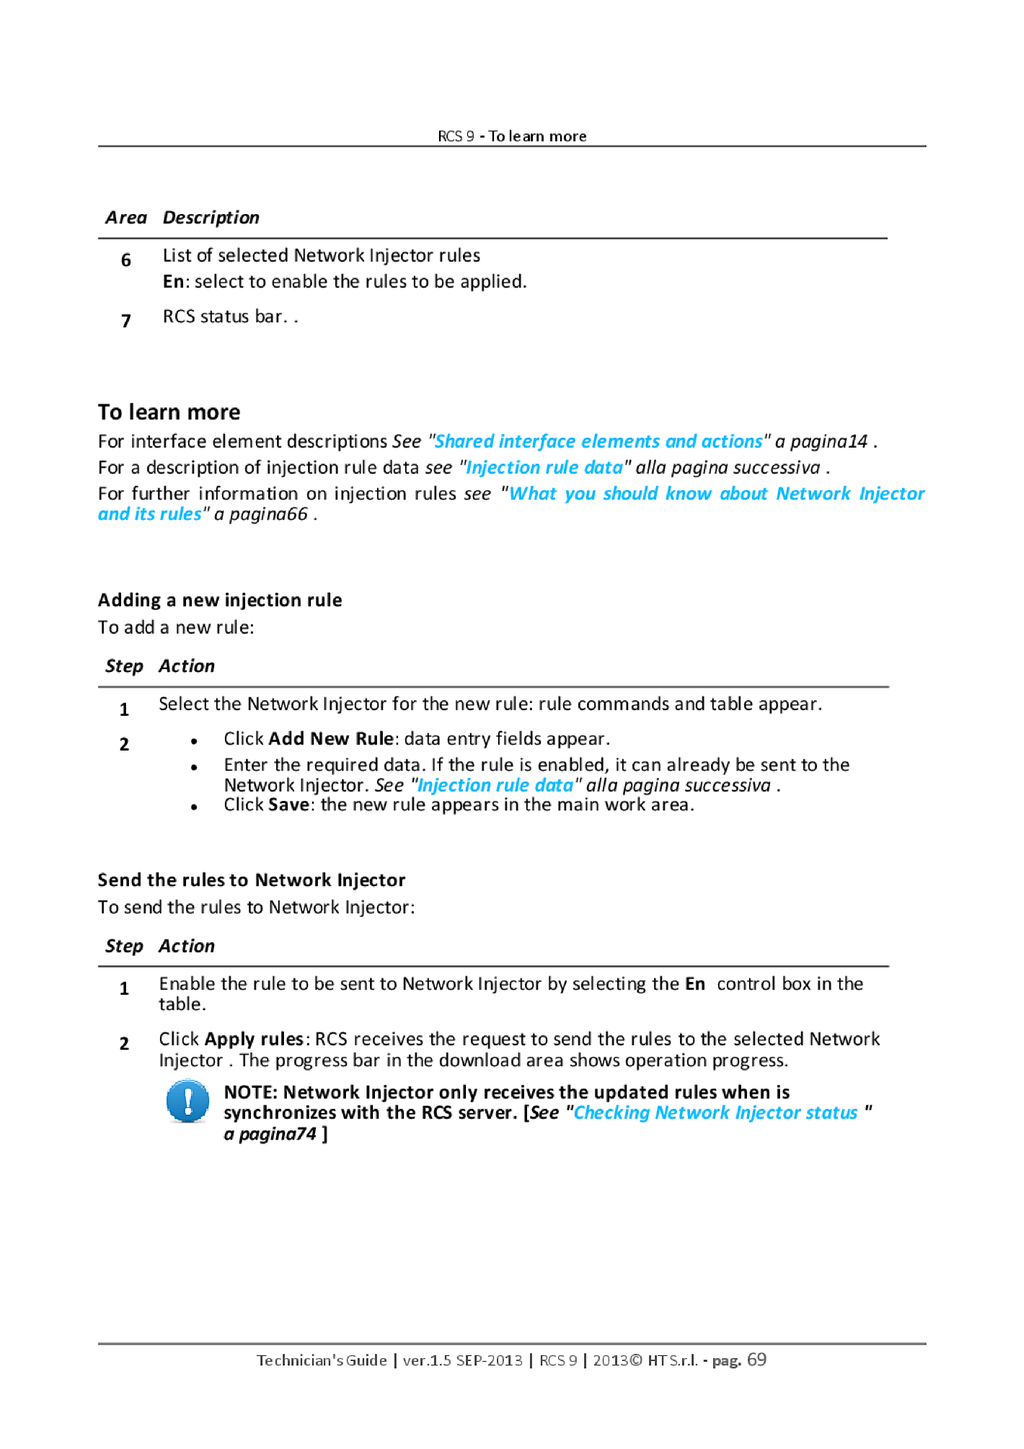 RCS 9 - To learn more
Area Description
6 List of selected Network Injector rules
En: select to enable the rules to be applied.
7 RCS status bar. .
To learn more
For interface element descriptions See "Shared interface elements and actions" a pagina14 .
For a description of injection rule data see "Injection rule data" alla pagina successiva .
For further information on injection rules see "What you should know about Network Injector
and its rules" a pagina66 .
Adding a new injection rule
To add a new rule:
Step Action
1 Select the Network Injector for the new rule: rule commands and table appear.
2 • Click Add New Rule: data entry fields appear.
• Enter the required data. If the rule is enabled, it can already be sent to the
Network Injector. See "Injection rule data" alla pagina successiva .
• Click Save: the new rule appears in the main work area.
Send the rules to Network Injector
To send the rules to Network Injector:
Step Action
1 Enable the rule to be sent to Network Injector by selecting the En control box in the
table.
2 Click Apply rules: RCS receives the request to send the rules to the selected Network
Injector . The progress bar in the download area shows operation progress.
NOTE: Network Injector only receives the updated rules when is
synchronizes with the RCS server. [See "Checking Network Injector status "
a pagina74 ]
Technician's Guide | ver.1.5 SEP-2013 | RCS 9 | 2013© HT S.r.l. - pag. 69